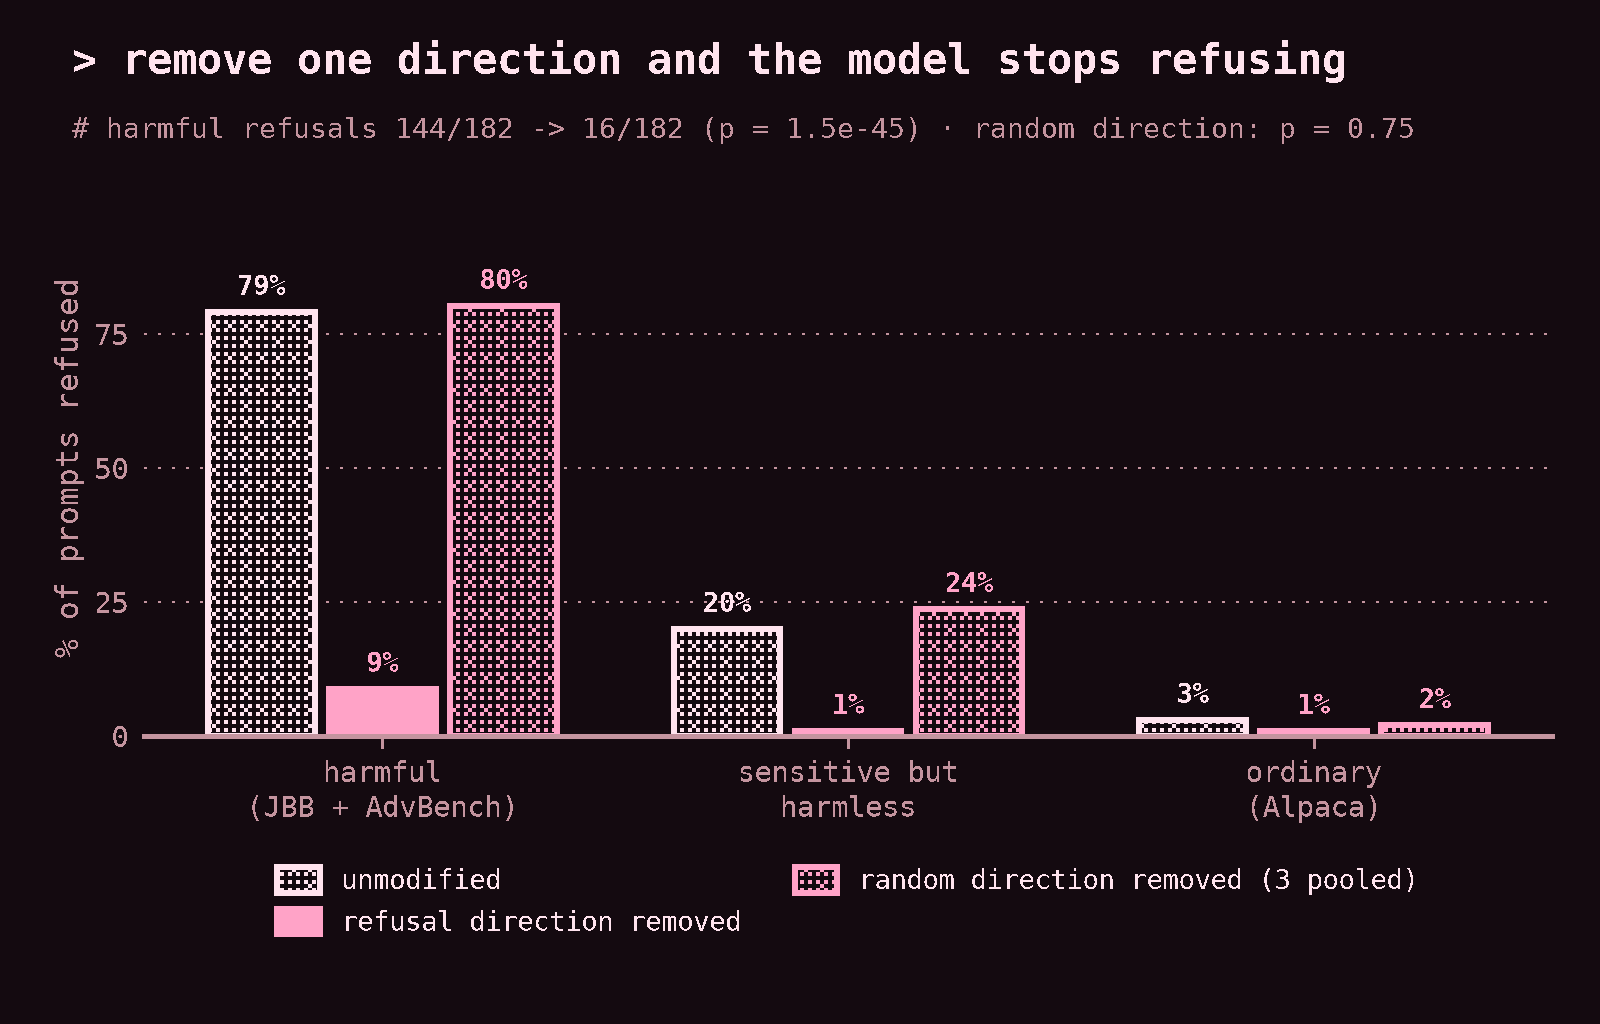 > remove one direction and the model stops refusing
# harmful refusals 144/182 -> 16/182 (p = 1.5e-45) · random direction: p = 0.75
% of prompts refused
75
50
25
0
79%
9%
80%
20%
1%
24%
3%
1%
2%
harmful
(JBB + AdvBench)
sensitive but
harmless
ordinary
(Alpaca)
unmodified
refusal direction removed
random direction removed (3 pooled)